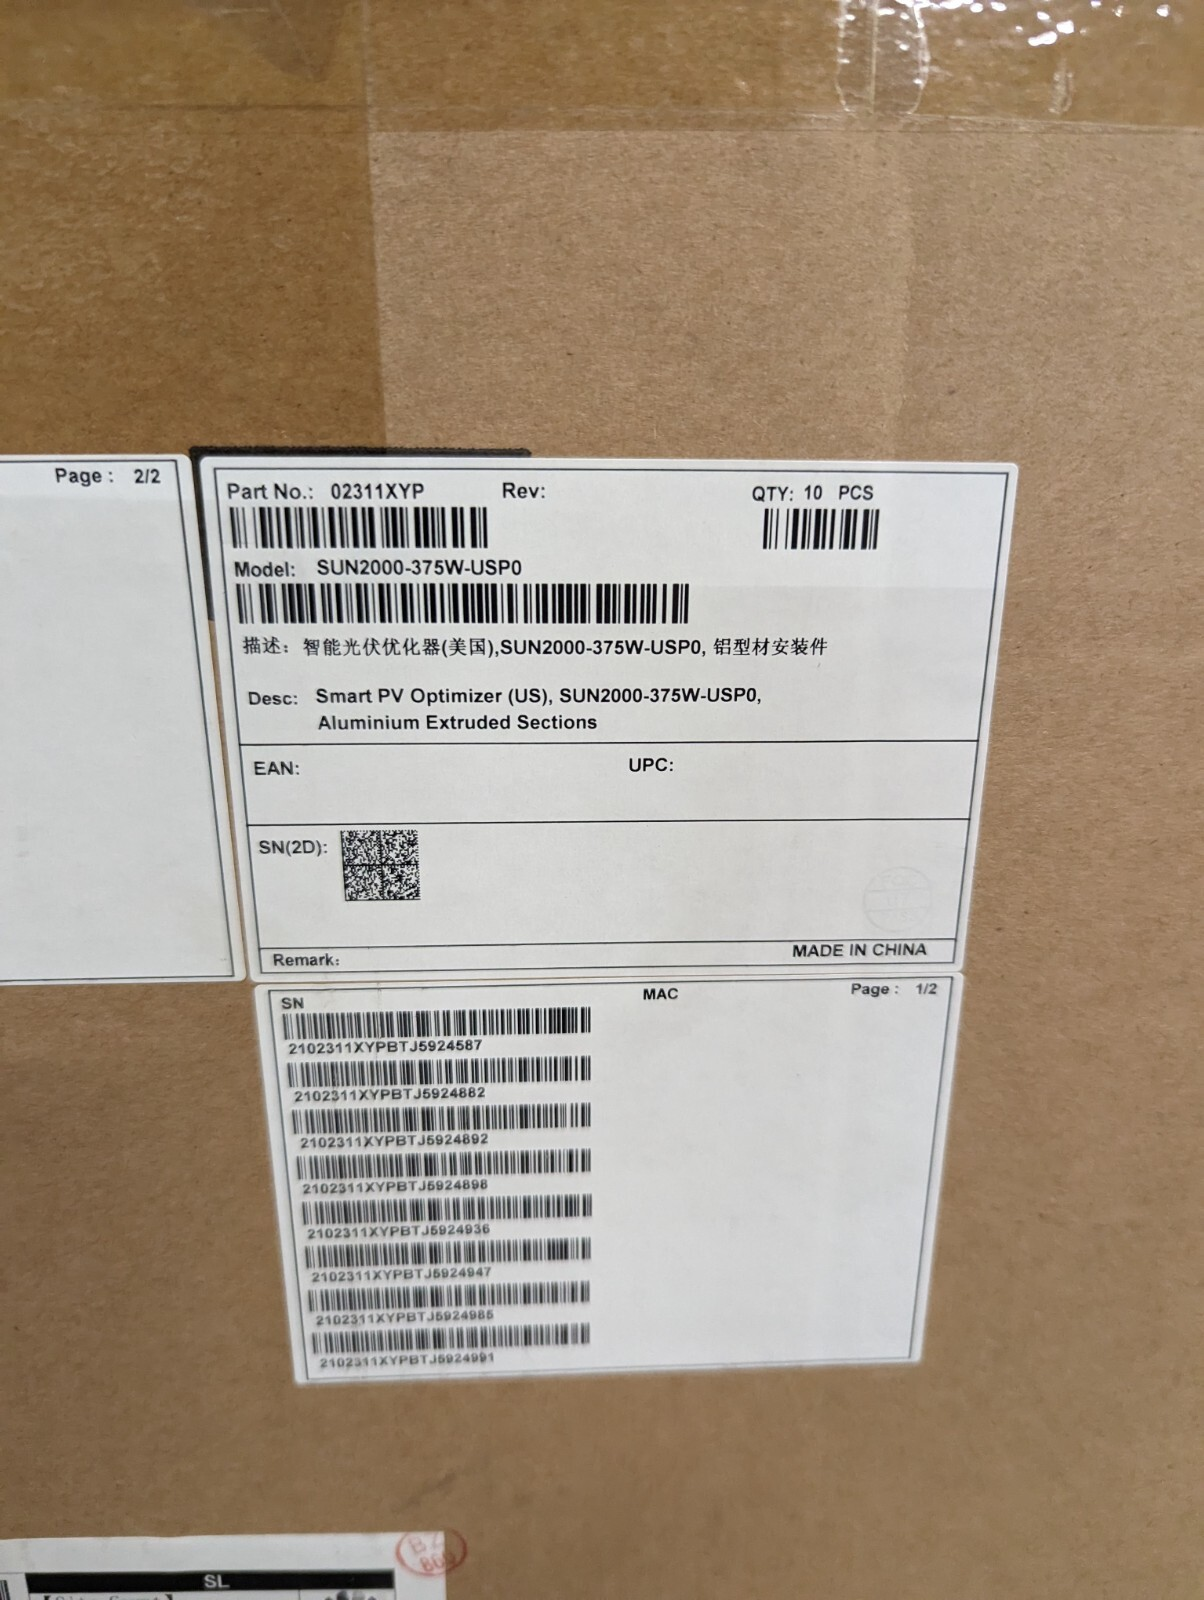 Page : 2/2
Part No.: 02311XYP Rev: QTY: 10 PCS
Model: SUN2000-375W-USP0
描述: 智能光伏优化器(美国),SUN2000-375W-USP0, 铝型材安装件
Desc: Smart PV Optimizer (US), SUN2000-375W-USP0,
Aluminium Extruded Sections
EAN: UPC:
SN(2D):
Remark: MADE IN CHINA
SN MAC Page : 1/2
2102311XYPBTJ5924587
2102311XYPBTJ5924882
2102311XYPBTJ5924892
2102311XYPBTJ5924898
2102311XYPBTJ5924936
2102311XYPBTJ5924947
2102311XYPBTJ5924985
2102311XYPBTJ5924991
SL